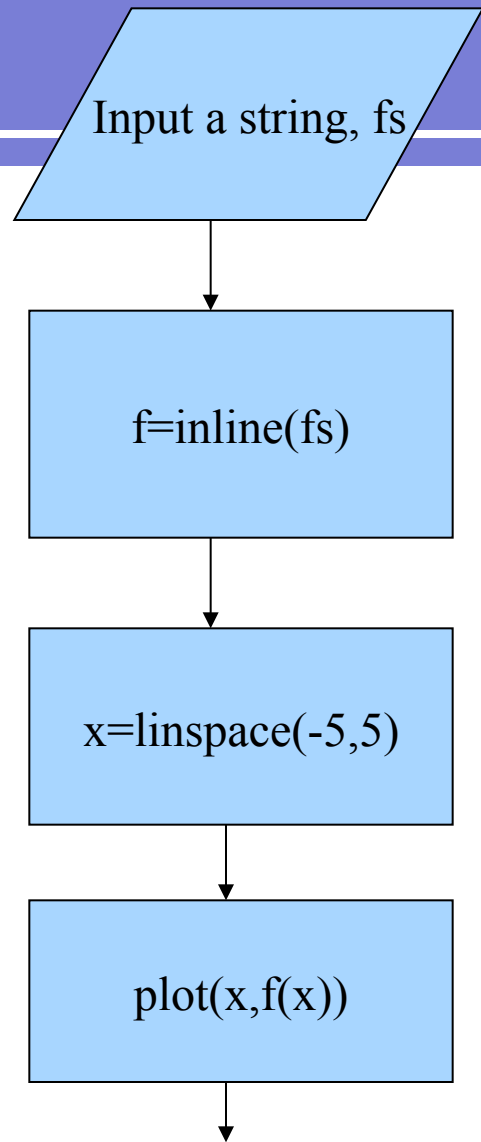 Input a string, fs
f=inline(fs)
x=linspace(-5,5)
plot(x,f(x))